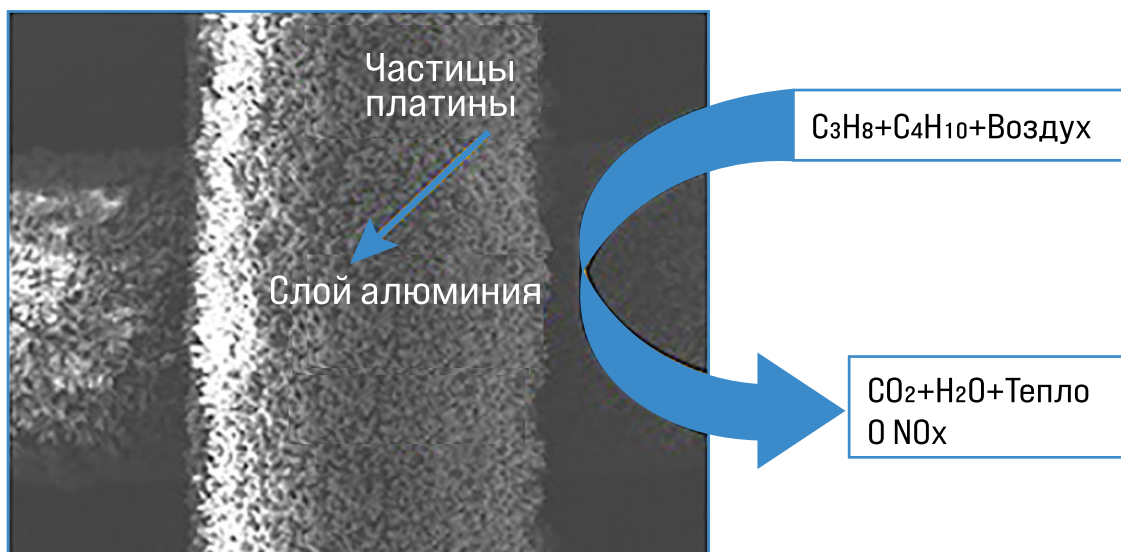 Частицы
платины
Слой алюминия
C₃H₈+C₄H₁₀+Воздух
CO₂+H₂O+Тепло
0 NOx